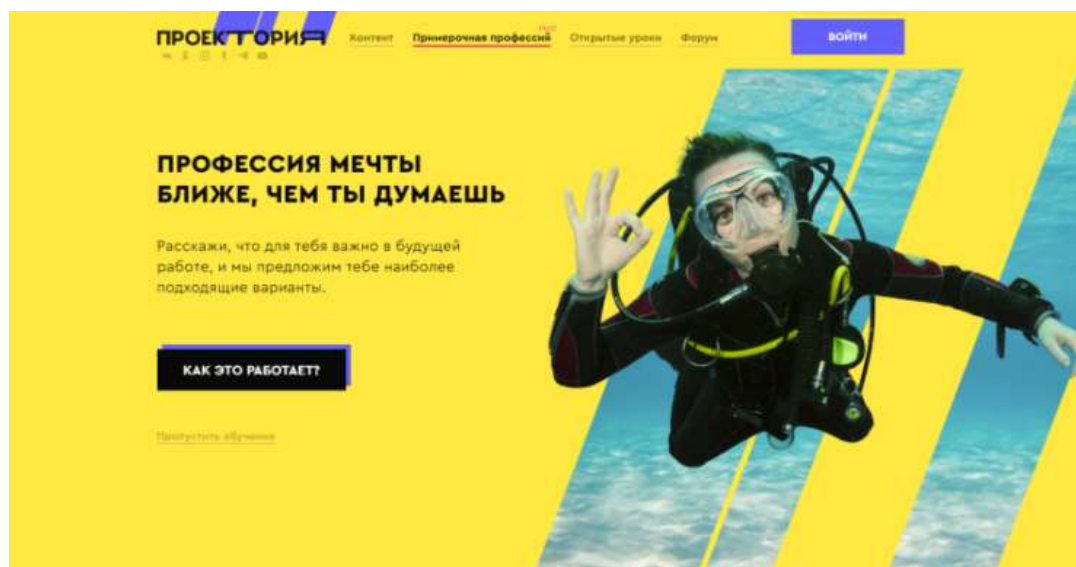 ПРОЕКТОРИЯ
Контент Примерочная профессий Открытые уроки Форум
ВОЙТИ
ПРОФЕССИЯ МЕЧТЫ
БЛИЖЕ, ЧЕМ ТЫ ДУМАЕШЬ
Расскажи, что для тебя важно в будущей
работе, и мы предложим тебе наиболее
подходящие варианты.
КАК ЭТО РАБОТАЕТ?
Пропустить обучение